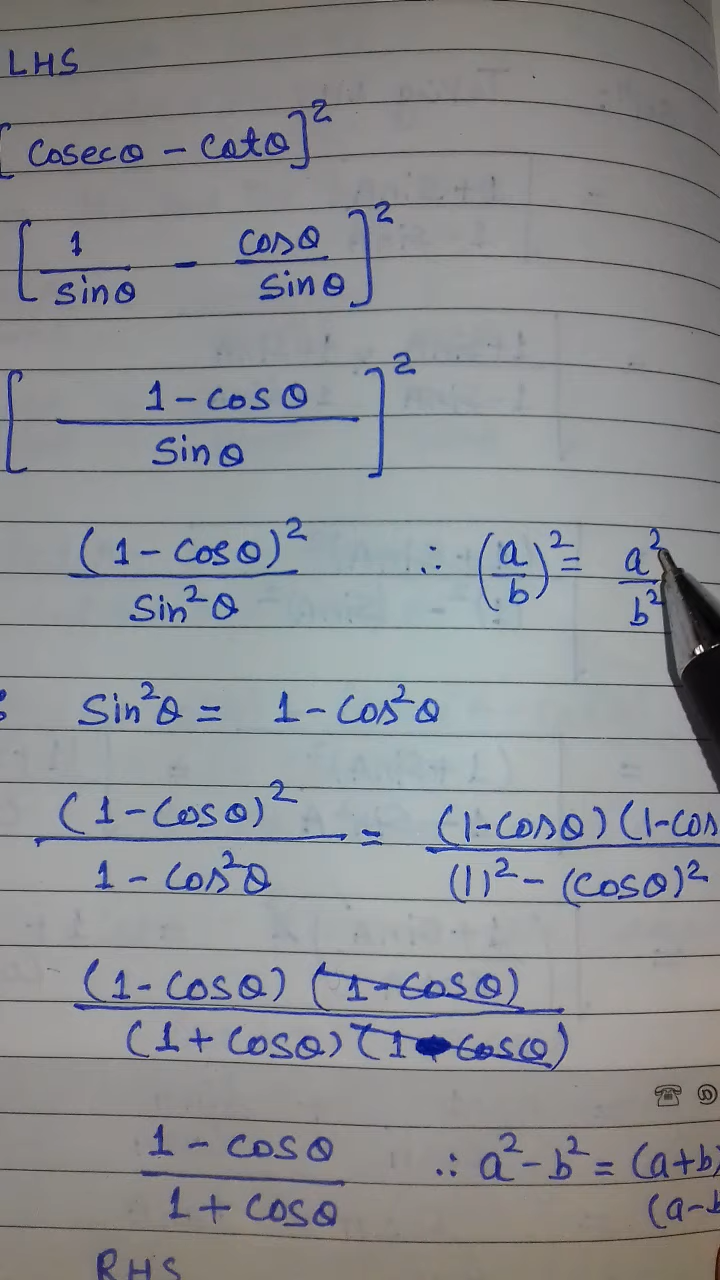 LHS
[cosecθ - cotθ]²
[1/sinθ - cosθ/sinθ]²
[1-cosθ/sinθ]²
(1-cosθ)²/sin²θ ∴ (a/b)² = a²/b²
sin²θ = 1-cos²θ
(1-cosθ)²/1-cos²θ = (1-cosθ)(1-cos/(1)²-(cosθ)²
(1-cosθ)(1-cosθ)/(1+cosθ)(1-cosθ)
1-cosθ/1+cosθ ∴ a²-b² = (a+b)
(a-b
RHS